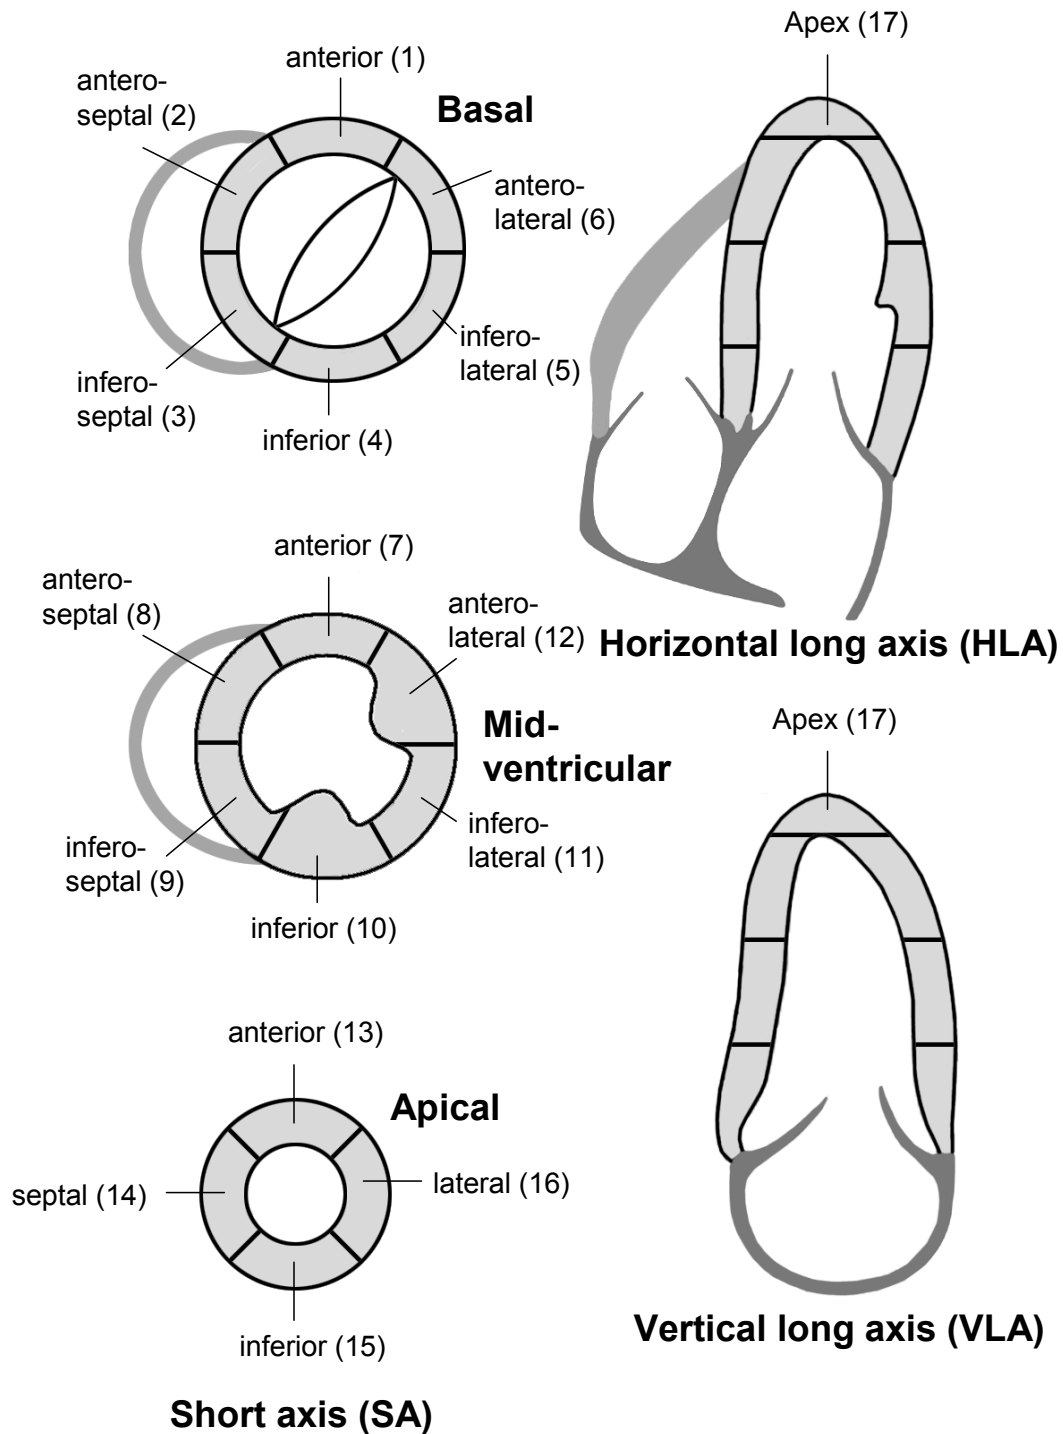 anterior (1)
antero-
septal (2)
Basal
antero-
lateral (6)
infero-
lateral (5)
infero-
septal (3)
inferior (4)
Apex (17)
Horizontal long axis (HLA)
anterior (7)
antero-
septal (8)
antero-
lateral (12)
Mid-
ventricular
infero-
lateral (11)
infero-
septal (9)
inferior (10)
Apex (17)
Vertical long axis (VLA)
anterior (13)
Apical
septal (14)
lateral (16)
inferior (15)
Short axis (SA)